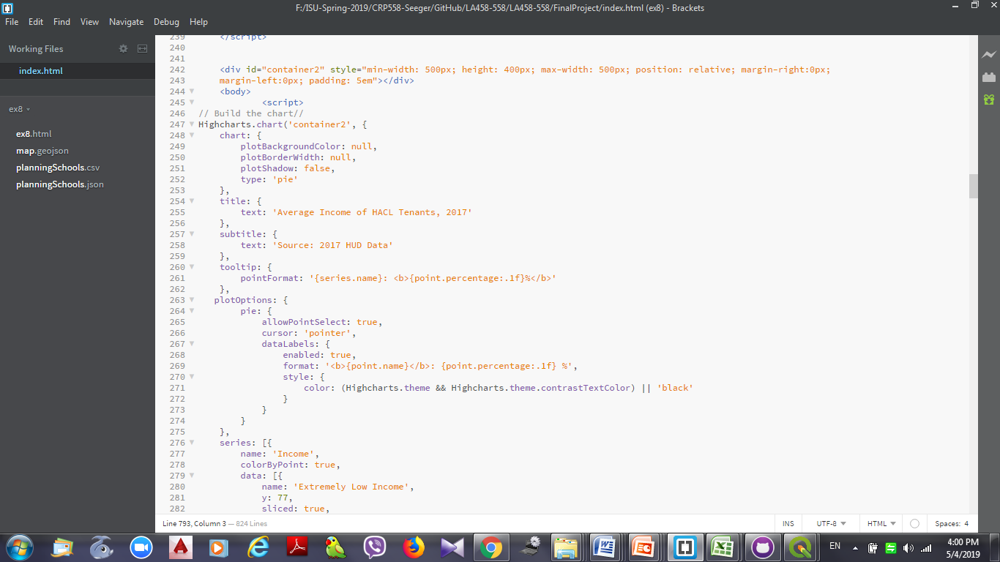 F:/ISU-Spring-2019/CRP558-Seeger/GitHub/LA458-558/LA458-558/FinalProject/index.html (ex8) - Brackets
File Edit Find View Navigate Debug Help
Working Files
index.html
ex8
ex8.html
map.geojson
planningSchools.csv
planningSchools.json
239 </script>
240
241
242 <div id="container2" style="min-width: 500px; height: 400px; max-width: 500px; position: relative; margin-right:0px;
243 margin-left:0px; padding: 5em"></div>
244 <body>
245 <script>
246 // Build the chart//
247 Highcharts.chart('container2', {
248 chart: {
249 plotBackgroundColor: null,
250 plotBorderWidth: null,
251 plotShadow: false,
252 type: 'pie'
253 },
254 title: {
255 text: 'Average Income of HACL Tenants, 2017'
256 },
257 subtitle: {
258 text: 'Source: 2017 HUD Data'
259 },
260 tooltip: {
261 pointFormat: '{series.name}: <b>{point.percentage:.1f}%</b>'
262 },
263 plotOptions: {
264 pie: {
265 allowPointSelect: true,
266 cursor: 'pointer',
267 dataLabels: {
268 enabled: true,
269 format: '<b>{point.name}</b>: {point.percentage:.1f} %',
270 style: {
271 color: (Highcharts.theme && Highcharts.theme.contrastTextColor) || 'black'
272 }
273 }
274 }
275 },
276 series: [{
277 name: 'Income',
278 colorByPoint: true,
279 data: [{
280 name: 'Extremely Low Income',
281 y: 77,
282 sliced: true,
Line 793, Column 3 — 824 Lines
INS UTF-8 HTML Spaces: 4
EN
4:00 PM
5/4/2019